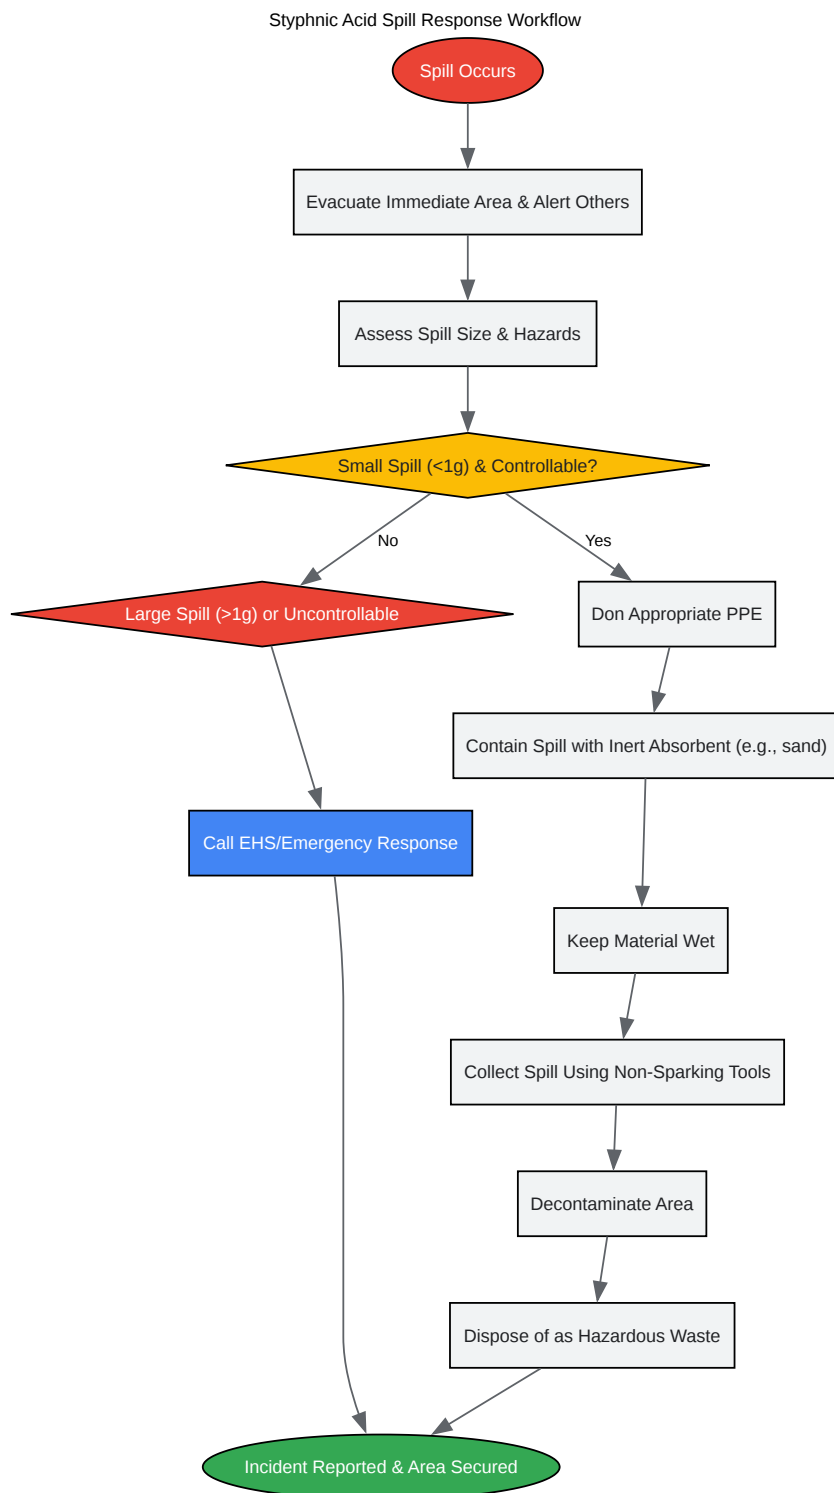 Styphnic Acid Spill Response Workflow
Spill Occurs
Evacuate Immediate Area & Alert Others
Assess Spill Size & Hazards
Small Spill (<1g) & Controllable?
No
Yes
Large Spill (>1g) or Uncontrollable
Don Appropriate PPE
Contain Spill with Inert Absorbent (e.g., sand)
Call EHS/Emergency Response
Keep Material Wet
Collect Spill Using Non-Sparking Tools
Decontaminate Area
Dispose of as Hazardous Waste
Incident Reported & Area Secured